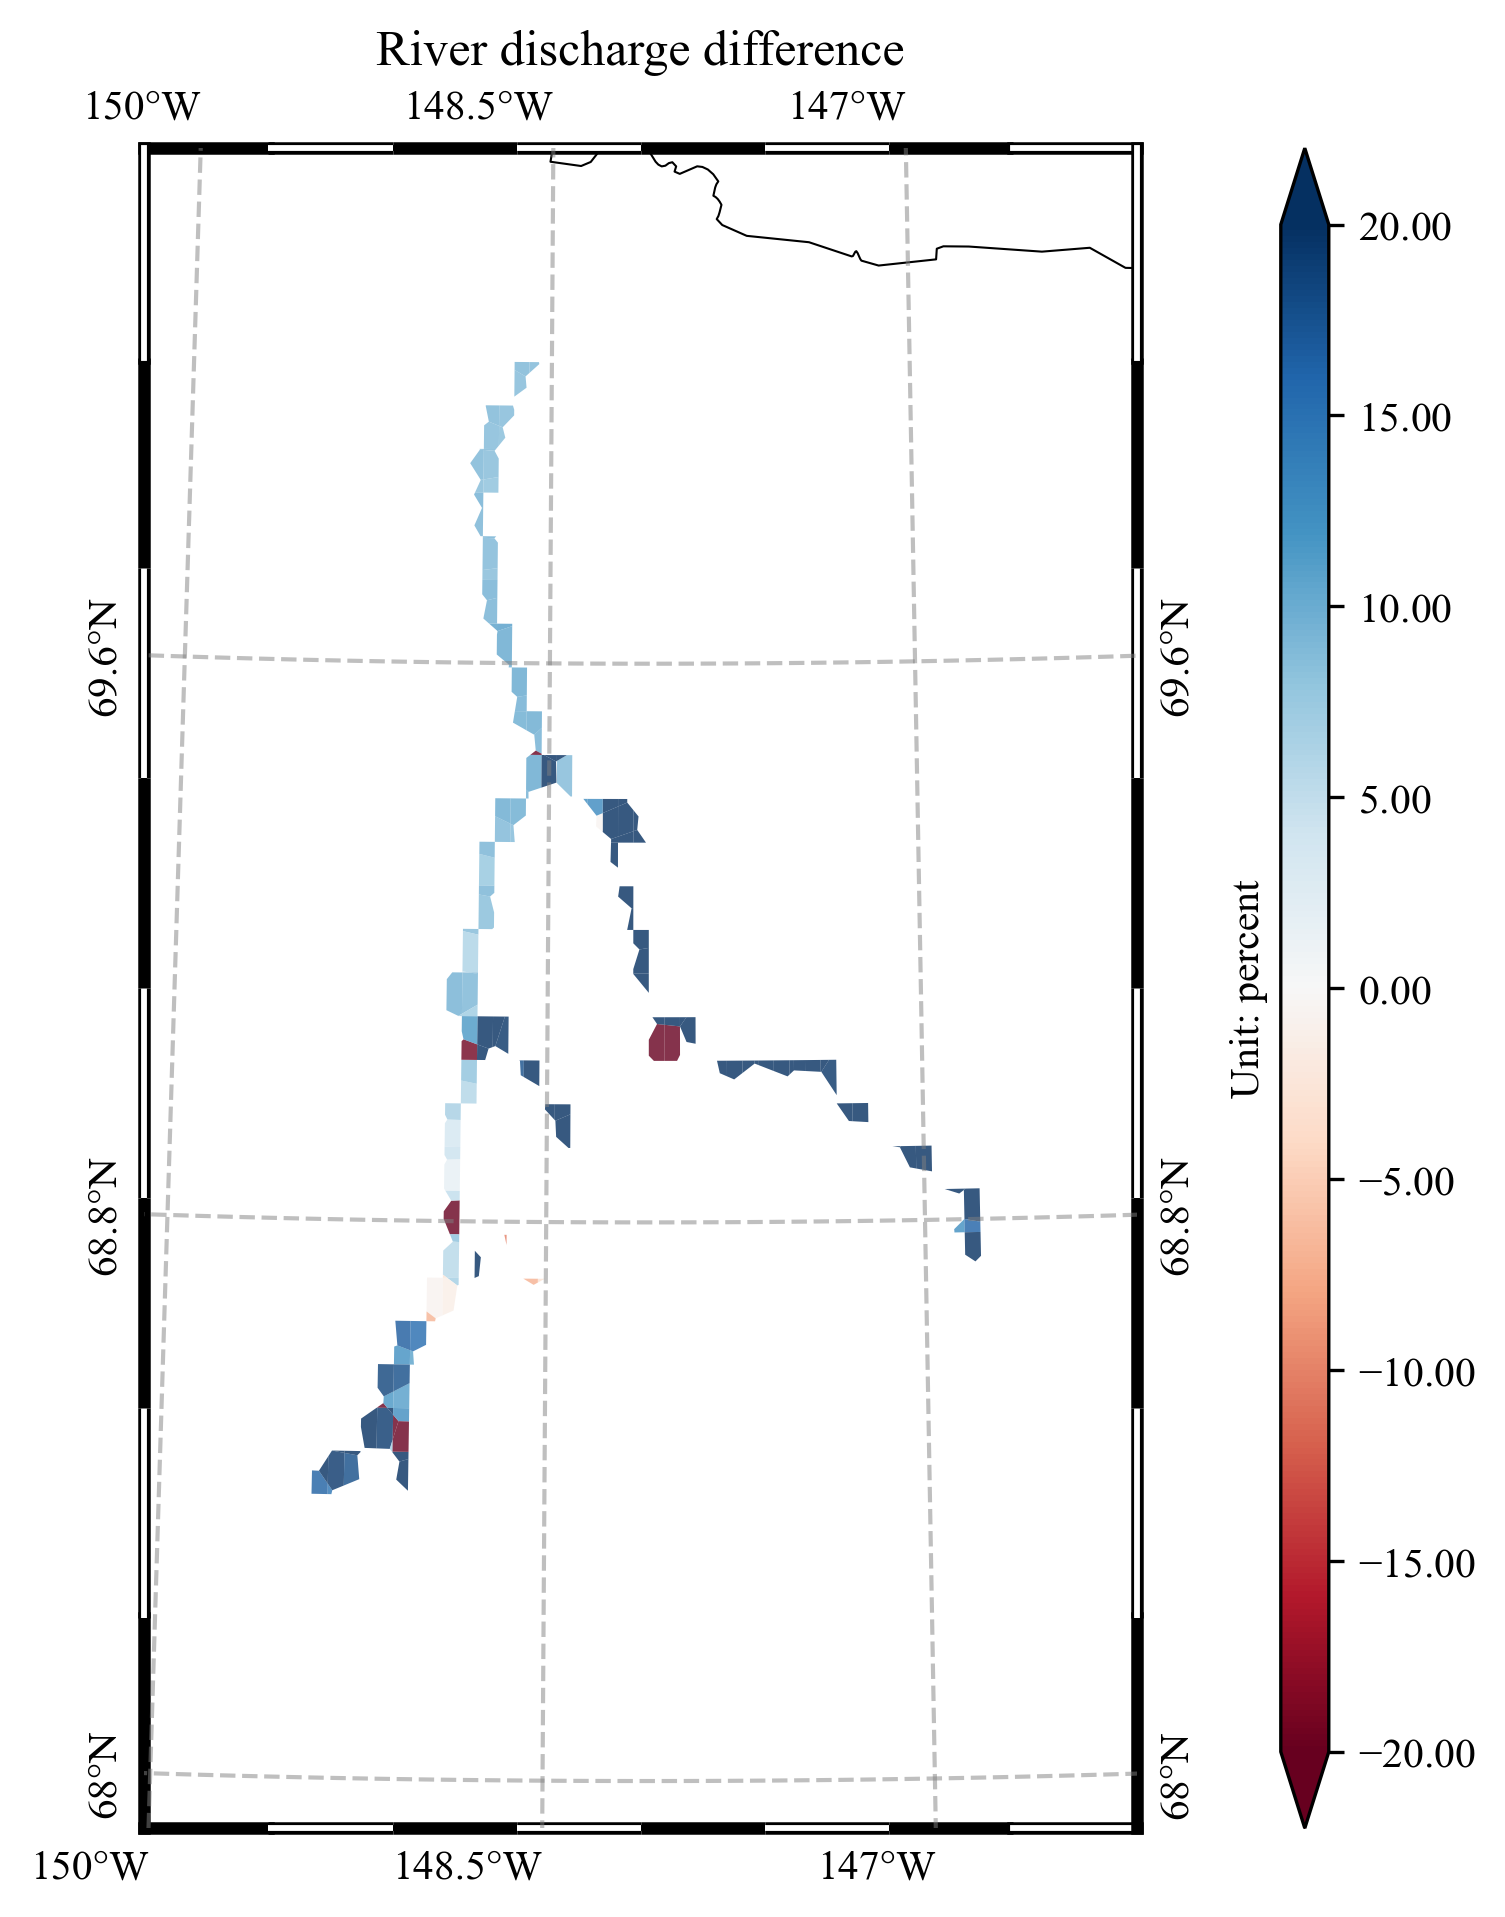 River discharge difference
150°W 148.5°W 147°W
20.00
15.00
10.00
69.6°N 69.6°N
5.00
0.00
Unit: percent
68.8°N 68.8°N
−5.00
−10.00
−15.00
−20.00
68°N 68°N
150°W 148.5°W 147°W